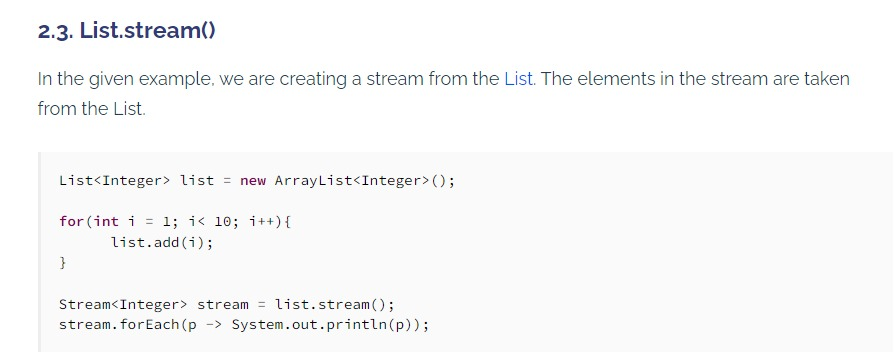 2.3. List.stream()
In the given example, we are creating a stream from the List. The elements in the stream are taken
from the List.
List<Integer> list = new ArrayList<Integer>();
for(int i = 1; i< 10; i++){
list.add(i);
}
Stream<Integer> stream = list.stream();
stream.forEach(p -> System.out.println(p));